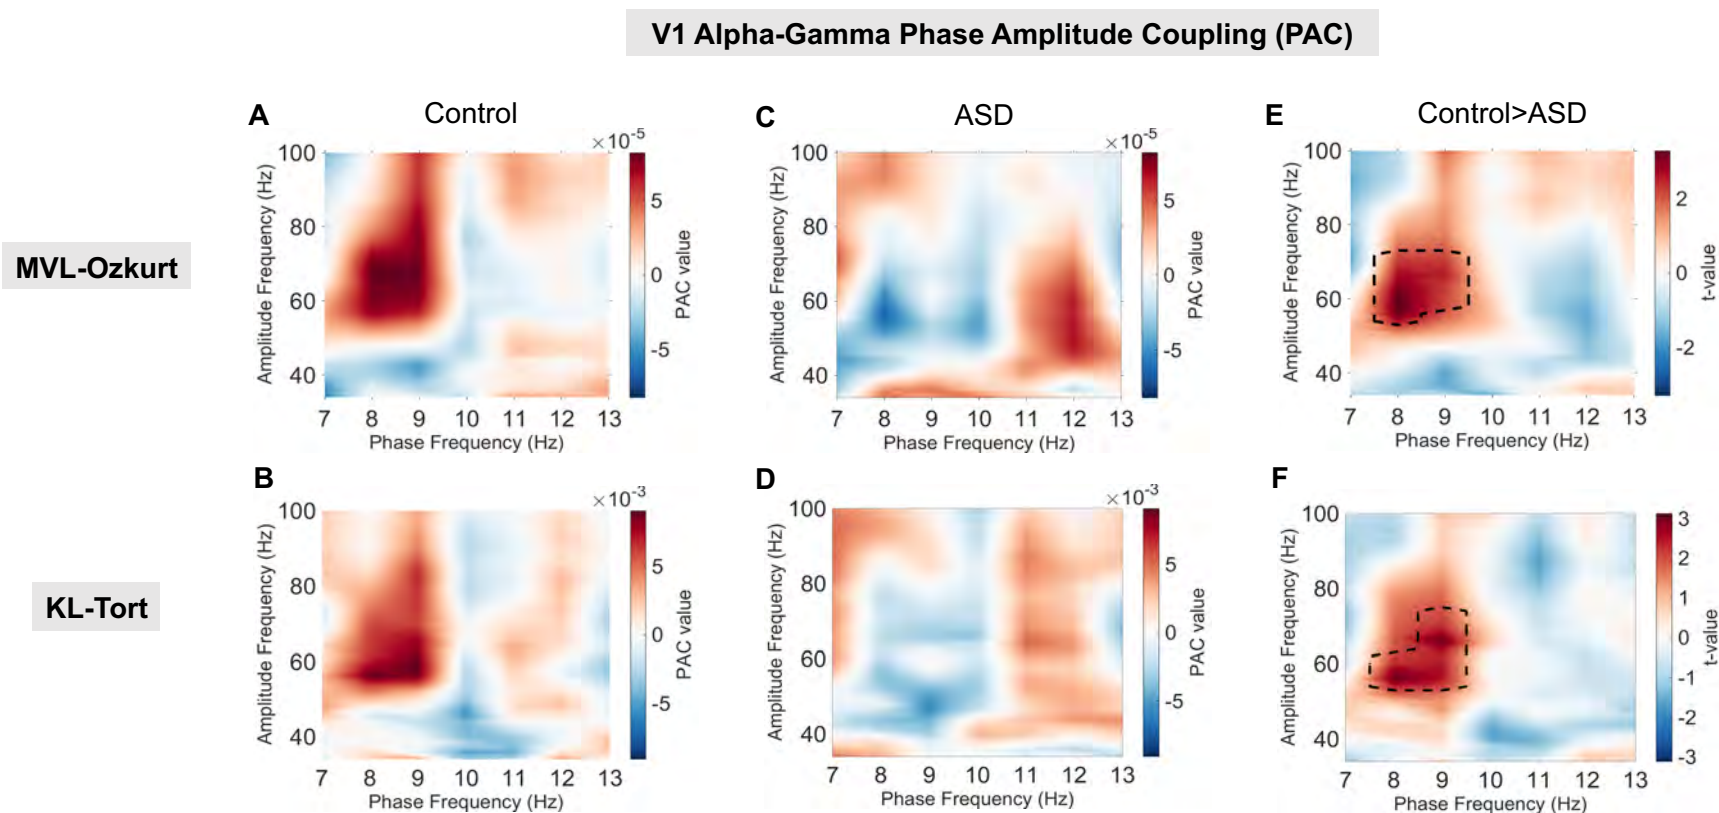 V1 Alpha-Gamma Phase Amplitude Coupling (PAC)
MVL-Ozkurt
A
Control
×10-5
100
80
60
40
Amplitude Frequency (Hz)
7 8 9 10 11 12 13
Phase Frequency (Hz)
5
0
-5
PAC value
C
ASD
×10-5
100
80
60
40
Amplitude Frequency (Hz)
7 8 9 10 11 12 13
Phase Frequency (Hz)
5
0
-5
PAC value
E
Control>ASD
100
80
60
40
Amplitude Frequency (Hz)
7 8 9 10 11 12 13
Phase Frequency (Hz)
2
0
-2
t-value
KL-Tort
B
×10-3
100
80
60
40
Amplitude Frequency (Hz)
7 8 9 10 11 12 13
Phase Frequency (Hz)
5
0
-5
PAC value
D
×10-3
100
80
60
40
Amplitude Frequency (Hz)
7 8 9 10 11 12 13
Phase Frequency (Hz)
5
0
-5
PAC value
F
100
80
60
40
Amplitude Frequency (Hz)
7 8 9 10 11 12 13
Phase Frequency (Hz)
3
2
1
0
-1
-2
-3
t-value